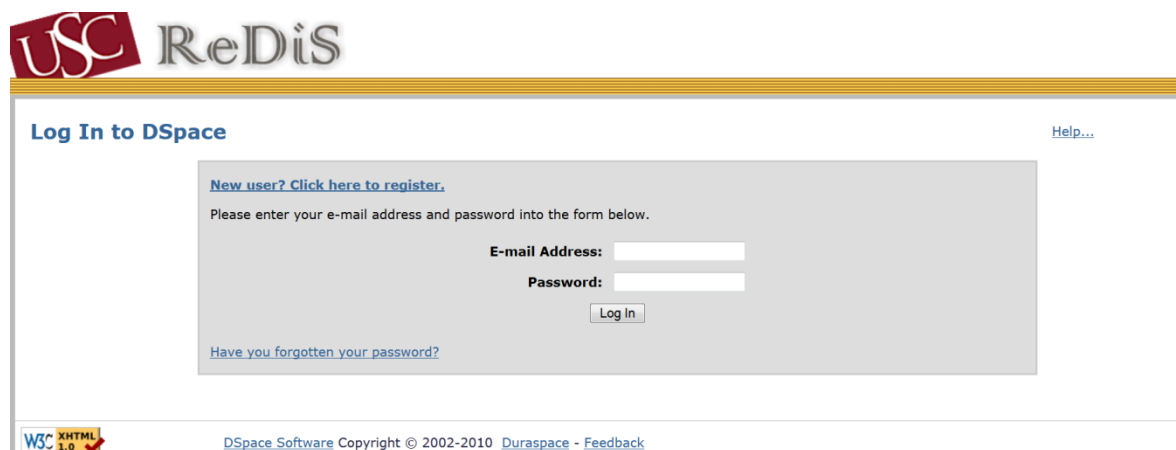 USC ReDiS
Log In to DSpace
Help...
New user? Click here to register.
Please enter your e-mail address and password into the form below.
E-mail Address:
Password:
Log In
Have you forgotten your password?
W3C XHTML 1.0
DSpace Software Copyright © 2002-2010 Duraspace - Feedback